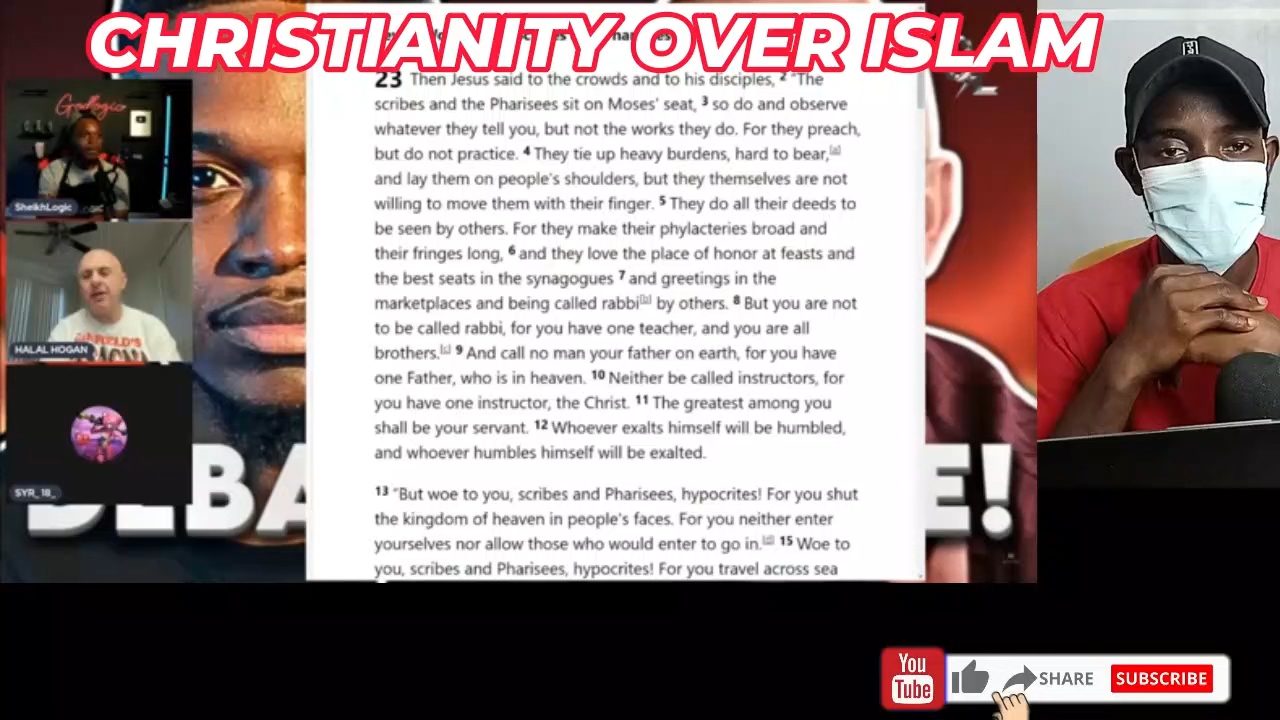 CHRISTIANITY OVER ISLAM
23 Then Jesus said to the crowds and to his disciples, 2 "The
scribes and the Pharisees sit on Moses' seat, 3 so do and observe
whatever they tell you, but not the works they do. For they preach,
but do not practice. 4 They tie up heavy burdens, hard to bear,[a]
and lay them on people's shoulders, but they themselves are not
willing to move them with their finger. 5 They do all their deeds to
be seen by others. For they make their phylacteries broad and
their fringes long, 6 and they love the place of honor at feasts and
the best seats in the synagogues 7 and greetings in the
marketplaces and being called rabbi[b] by others. 8 But you are not
to be called rabbi, for you have one teacher, and you are all
brothers.[c] 9 And call no man your father on earth, for you have
one Father, who is in heaven. 10 Neither be called instructors, for
you have one instructor, the Christ. 11 The greatest among you
shall be your servant. 12 Whoever exalts himself will be humbled,
and whoever humbles himself will be exalted.
13 "But woe to you, scribes and Pharisees, hypocrites! For you shut
the kingdom of heaven in people's faces. For you neither enter
yourselves nor allow those who would enter to go in.[d] 15 Woe to
you, scribes and Pharisees, hypocrites! For you travel across sea
Godlogic
SheikhLogic
HALAL HOGAN
SYR_18_
DEBA
E!
You
Tube
SHARE
SUBSCRIBE